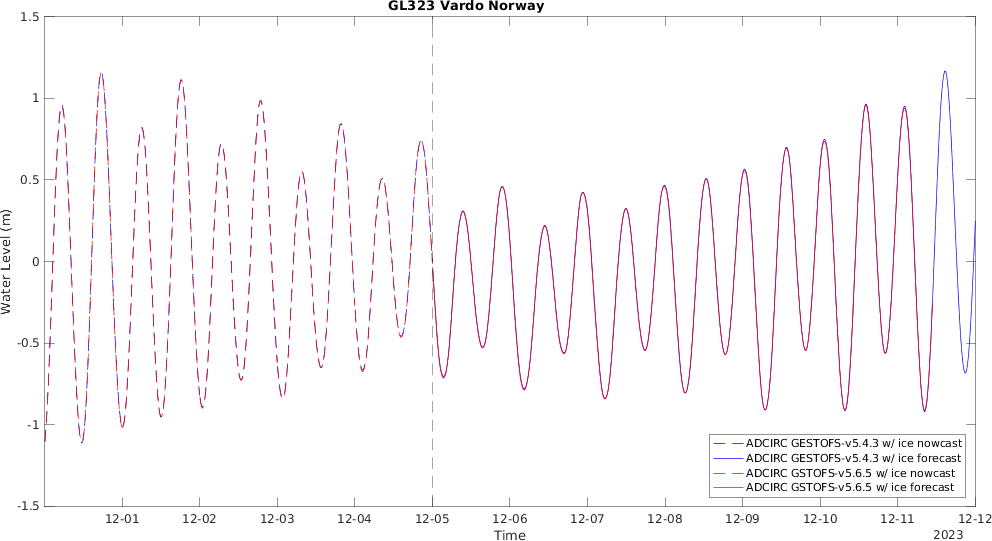 GL323 Vardo Norway
1.5
1
0.5
0
-0.5
-1
-1.5
Water Level (m)
ADCIRC GESTOFS-v5.4.3 w/ ice nowcast
ADCIRC GESTOFS-v5.4.3 w/ ice forecast
ADCIRC GSTOFS-v5.6.5 w/ ice nowcast
ADCIRC GSTOFS-v5.6.5 w/ ice forecast
12-01 12-02 12-03 12-04 12-05 12-06 12-07 12-08 12-09 12-10 12-11 12-12
Time
2023